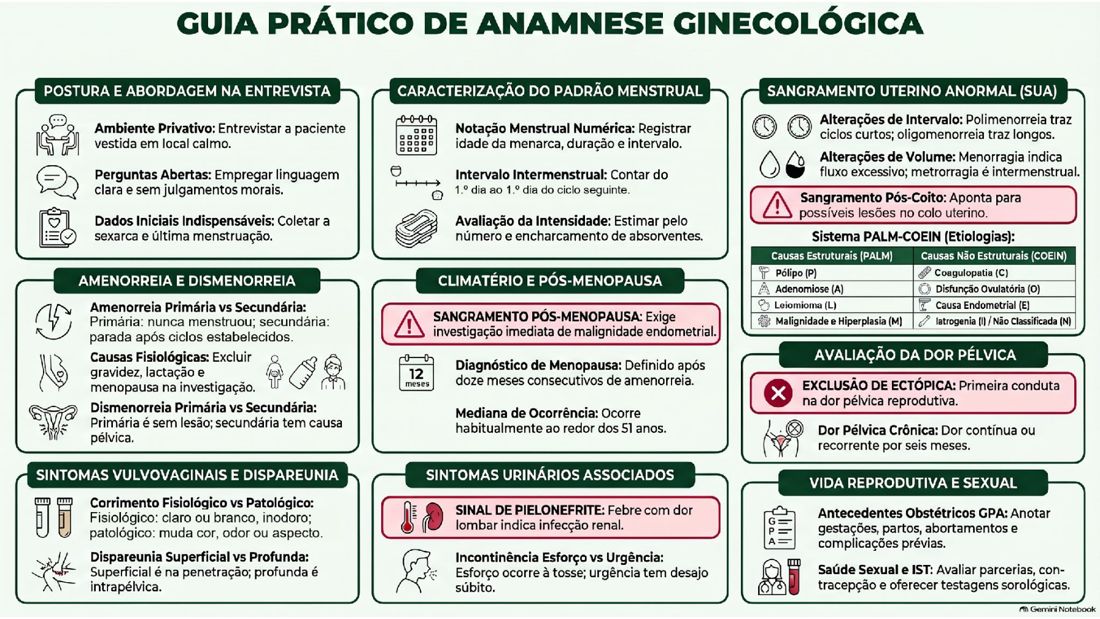 GUIA PRÁTICO DE ANAMNESE GINECOLÓGICA
POSTURA E ABORDAGEM NA ENTREVISTA
Ambiente Privativo: Entrevistar a paciente
vestida em local calmo.
Perguntas Abertas: Empregar linguagem
clara e sem julgamentos morais.
Dados Iniciais Indispensáveis: Coletar a
sexarca e última menstruação.
CARACTERIZAÇÃO DO PADRÃO MENSTRUAL
Notação Menstrual Numérica: Registrar
idade da menarca, duração e intervalo.
Intervalo Intermenstrual: Contar do
1.º dia ao 1.º dia do ciclo seguinte.
Avaliação da Intensidade: Estimar pelo
número e encharcamento de absorventes.
SANGRAMENTO UTERINO ANORMAL (SUA)
Alterações de Intervalo: Polimenorreia traz
ciclos curtos; oligomenorreia traz longos.
Alterações de Volume: Menorragia indica
fluxo excessivo; metrorragia é intermenstrual.
Sangramento Pós-Coito: Aponta para
possíveis lesões no colo uterino.
Sistema PALM-COEIN (Etiologias):
Causas Estruturais (PALM) Causas Não Estruturais (COEIN)
Pólipo (P) Coagulopatia (C)
Adenomiose (A) Disfunção Ovulatória (O)
Leiomioma (L) Causa Endometrial (E)
Malignidade e Hiperplasia (M) Iatrogenia (I) / Não Classificada (N)
AMENORREIA E DISMENORREIA
Amenorreia Primária vs Secundária:
Primária: nunca menstruou; secundária:
parada após ciclos estabelecidos.
Causas Fisiológicas: Excluir
gravidez, lactação e
menopausa na investigação.
Dismenorreia Primária vs Secundária:
Primária é sem lesão; secundária tem causa
pélvica.
CLIMATÉRIO E PÓS-MENOPAUSA
SANGRAMENTO PÓS-MENOPAUSA: Exige
investigação imediata de malignidade endometrial.
12
meses
Diagnóstico de Menopausa: Definido após
doze meses consecutivos de amenorreia.
Mediana de Ocorrência: Ocorre
habitualmente ao redor dos 51 anos.
AVALIAÇÃO DA DOR PÉLVICA
EXCLUSÃO DE ECTÓPICA: Primeira conduta
na dor pélvica reprodutiva.
Dor Pélvica Crônica: Dor contínua ou
recorrente por seis meses.
SINTOMAS VULVOVAGINAIS E DISPAREUNIA
Corrimento Fisiológico vs Patológico:
Fisiológico: claro ou branco, inodoro;
patológico: muda cor, odor ou aspecto.
Dispareunia Superficial vs Profunda:
Superficial é na penetração; profunda é
intrapélvica.
SINTOMAS URINÁRIOS ASSOCIADOS
SINAL DE PIELONEFRITE: Febre com dor
lombar indica infecção renal.
Incontinência Esforço vs Urgência:
Esforço ocorre à tosse; urgência tem desajo
súbito.
VIDA REPRODUTIVA E SEXUAL
G
P
A
Antecedentes Obstétricos GPA: Anotar
gestações, partos, abortamentos e
complicações prévias.
Saúde Sexual e IST: Avaliar parcerias, con-
tracepção e oferecer testagens sorológicas.
Gemini Notebook